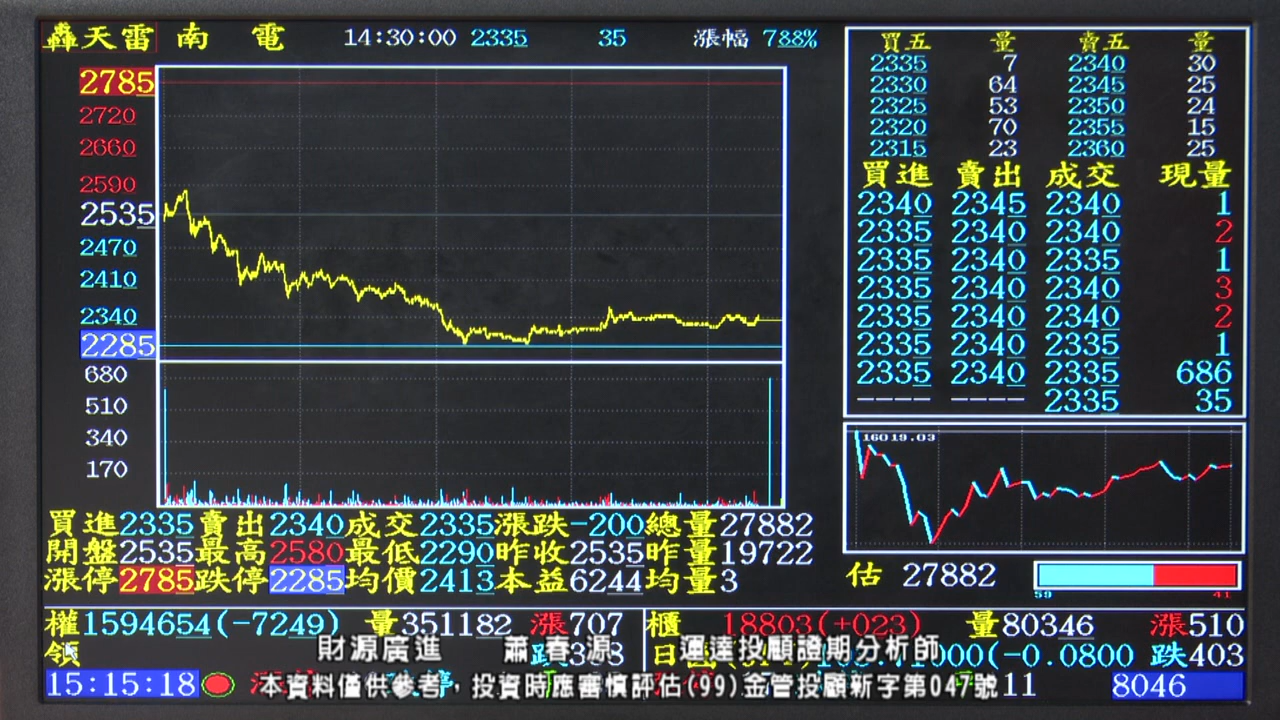 轟天雷 南 電 14:30:00 2335 35 漲幅 788%
2785
2720
2660
2590
2535
2470
2410
2340
2285
680
510
340
170
買五 量 賣五 量
2335 7 2340 30
2330 64 2345 25
2325 53 2350 24
2320 70 2355 15
2315 23 2360 25
買進 賣出 成交 現量
2340 2345 2340 1
2335 2340 2340 2
2335 2340 2335 1
2335 2340 2340 3
2335 2340 2340 2
2335 2340 2335 1
2335 2340 2335 686
---- ---- 2335 35
16019.03
買進2335賣出2340成交2335漲跌-200總量27882
開盤2535最高2580最低2290昨收2535昨量19722
漲停2785跌停2285均價2413本益6244均量3
估 27882
59 41
權1594654(-7249) 量351182 漲707
櫃 18803(+023) 量80346 漲510
領
000(-0.0800 跌403
財源廣進 蕭春源 運達投顧證期分析師
15:15:18 11 8046
本資料僅供參考，投資時應審慎評估(99)金管投顧新字第047號